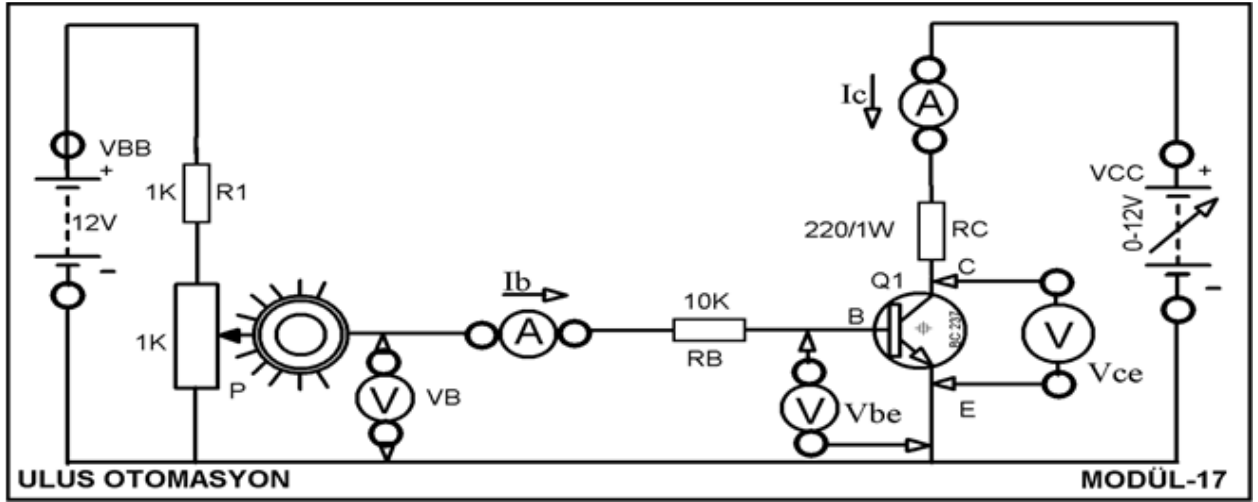 VBB
+
12V
-
1K R1
1K
P
V
VB
Ib
A
10K
RB
V
Vbe
Ic
A
220/1W RC
Q1
C
B
BC 237
E
V
Vce
VCC
+
0-12V
-
ULUS OTOMASYON
MODÜL-17